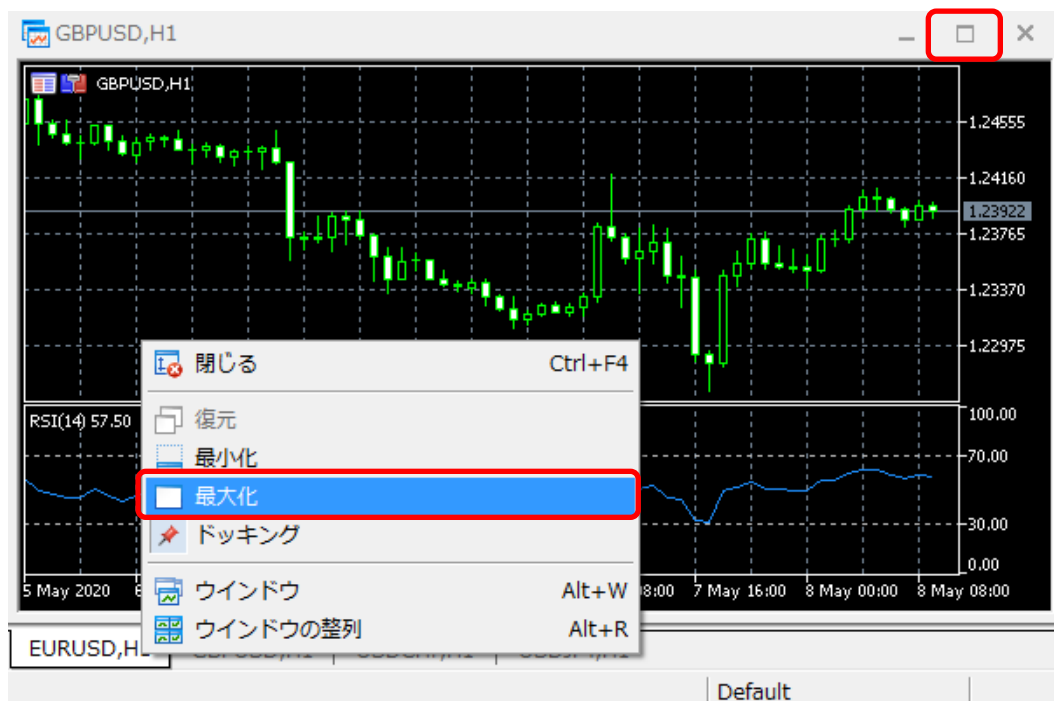 GBPUSD,H1
GBPUSD,H1
1.24555
1.24160
1.23922
1.23765
1.23370
1.22975
閉じる Ctrl+F4
復元
最小化
最大化
ドッキング
ウインドウ Alt+W
ウインドウの整列 Alt+R
RSI(14) 57.50
100.00
70.00
30.00
0.00
5 May 2020 8:00 7 May 16:00 8 May 00:00 8 May 08:00
EURUSD,H1
Default